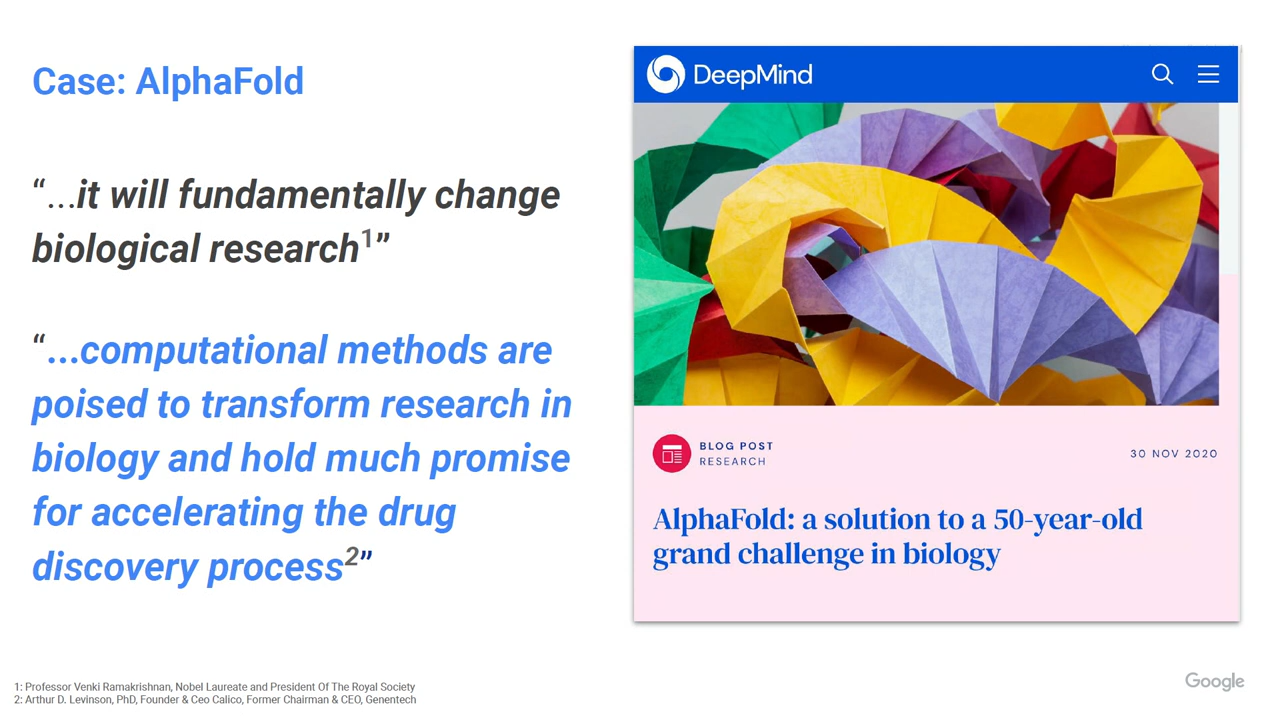 Case: AlphaFold
“...it will fundamentally change
biological research1”
“...computational methods are
poised to transform research in
biology and hold much promise
for accelerating the drug
discovery process2”
DeepMind
BLOG POST
RESEARCH
30 NOV 2020
AlphaFold: a solution to a 50-year-old
grand challenge in biology
1: Professor Venki Ramakrishnan, Nobel Laureate and President Of The Royal Society
2: Arthur D. Levinson, PhD, Founder & Ceo Calico, Former Chairman & CEO, Genentech
Google